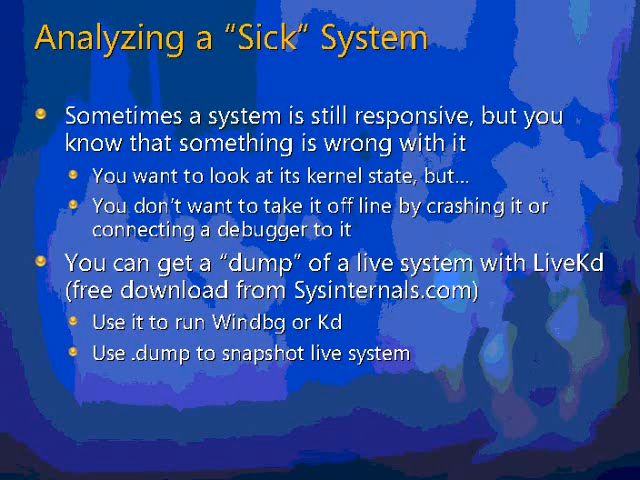 Analyzing a “Sick” System
Sometimes a system is still responsive, but you
know that something is wrong with it
You want to look at its kernel state, but...
You don’t want to take it off line by crashing it or
connecting a debugger to it
You can get a “dump” of a live system with LiveKd
(free download from Sysinternals.com)
Use it to run Windbg or Kd
Use .dump to snapshot live system